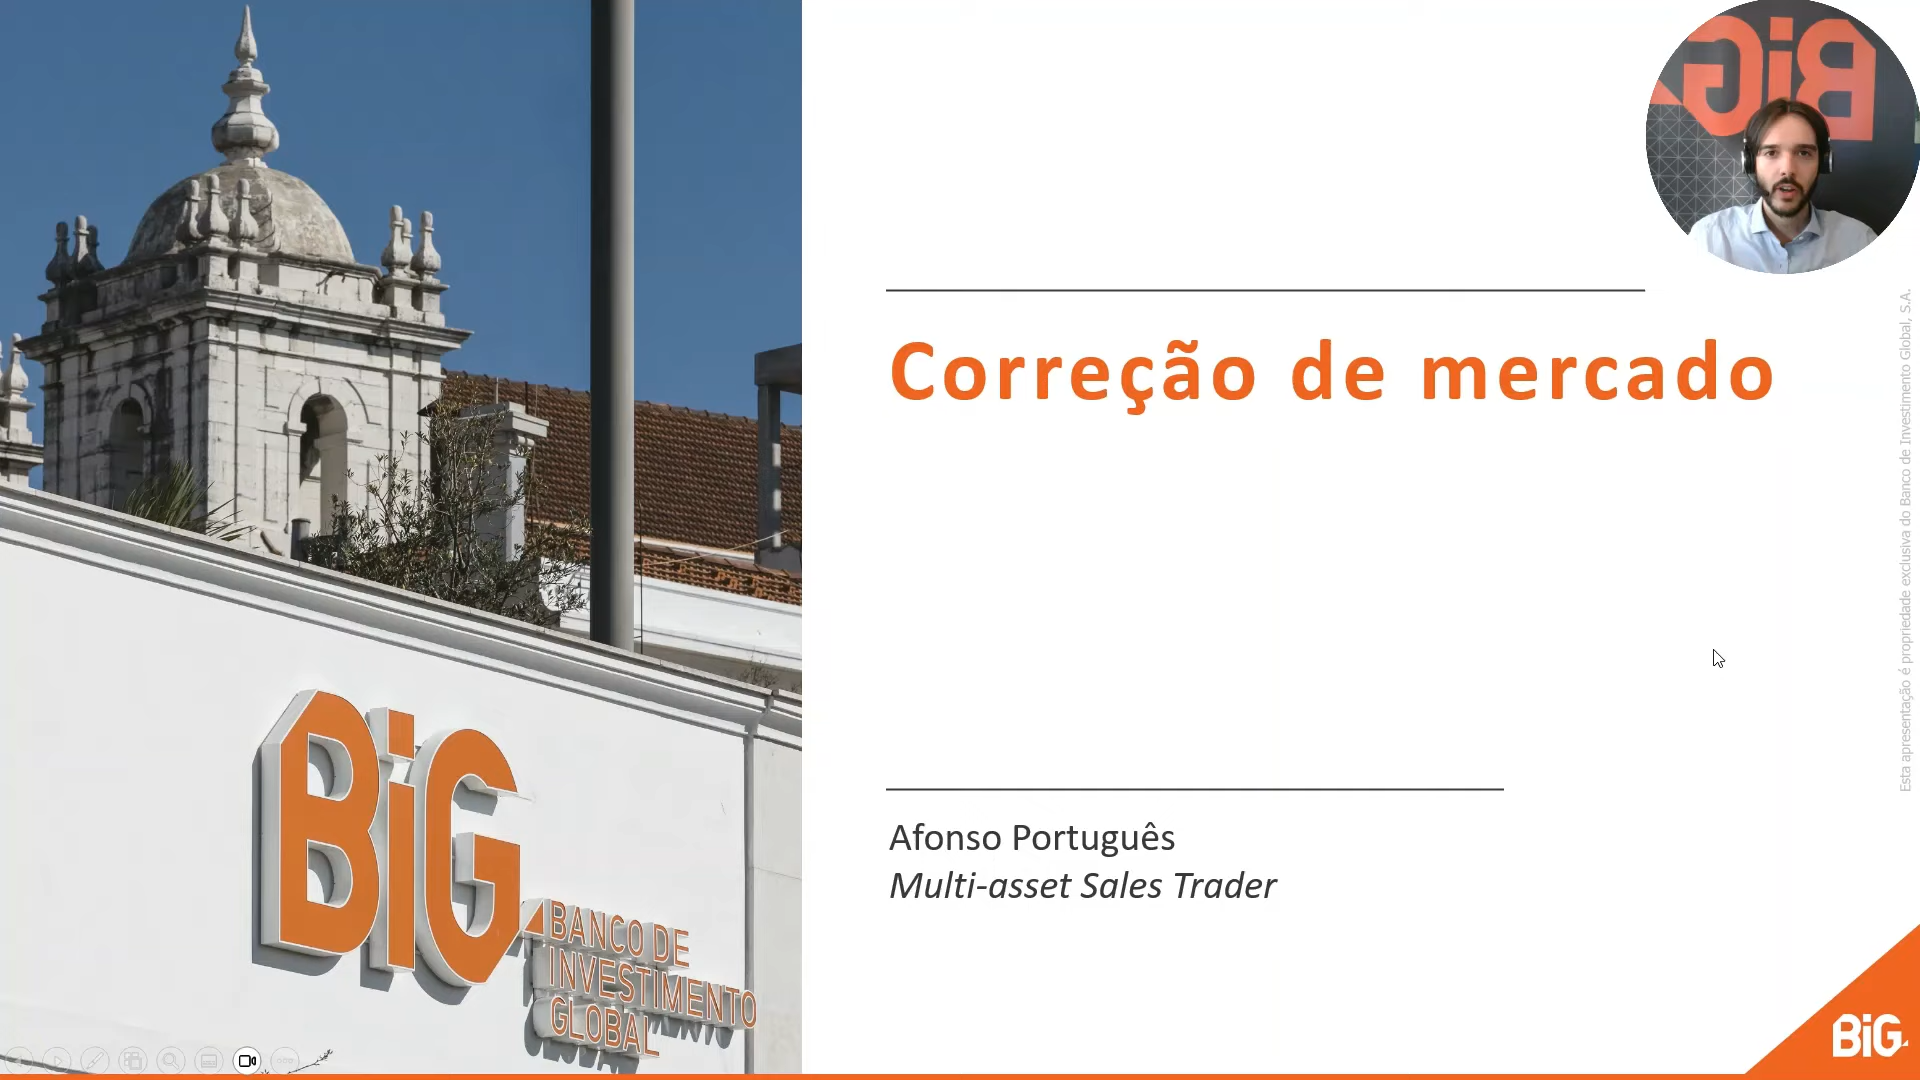 BiG
Correção de mercado
Afonso Português
Multi-asset Sales Trader
BiG
BANCO DE
INVESTIMENTO
GLOBAL
Esta apresentação é propriedade exclusiva do Banco de Investimento Global, S.A.
BiG